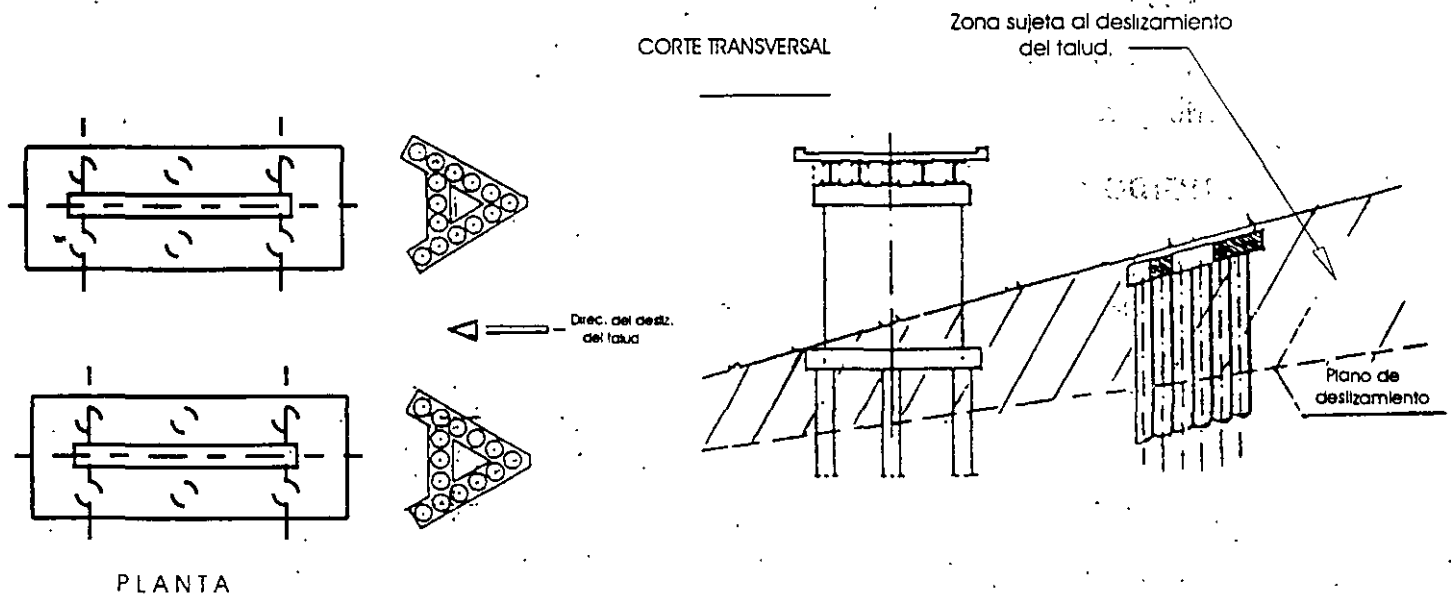 CORTE TRANSVERSAL
Zona sujeta al deslizamiento
del talud.
Direc. del desliz.
del talud
Plano de
deslizamiento
PLANTA